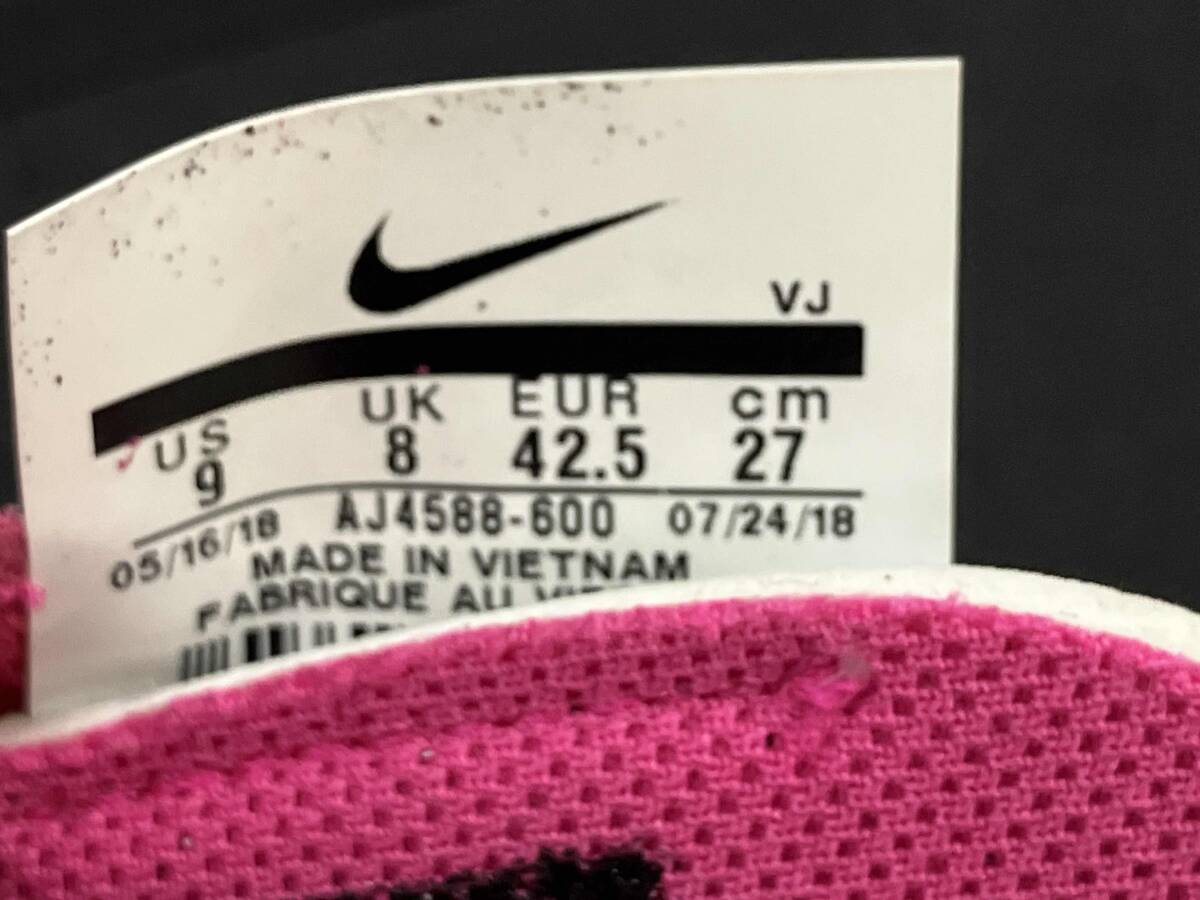 VJ
US UK EUR cm
9 8 42.5 27
05/16/18 AJ4588-600 07/24/18
MADE IN VIETNAM
FABRIQUE AU